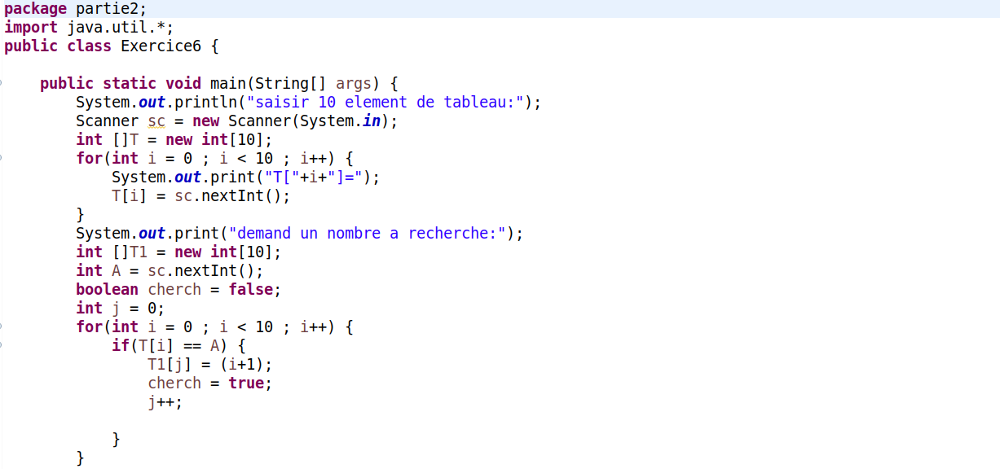 package partie2;
import java.util.*;
public class Exercice6 {
public static void main(String[] args) {
System.out.println("saisir 10 element de tableau:");
Scanner sc = new Scanner(System.in);
int []T = new int[10];
for(int i = 0 ; i < 10 ; i++) {
System.out.print("T["+i+"]=");
T[i] = sc.nextInt();
}
System.out.print("demand un nombre a recherche:");
int []T1 = new int[10];
int A = sc.nextInt();
boolean cherch = false;
int j = 0;
for(int i = 0 ; i < 10 ; i++) {
if(T[i] == A) {
T1[j] = (i+1);
cherch = true;
j++;
}
}